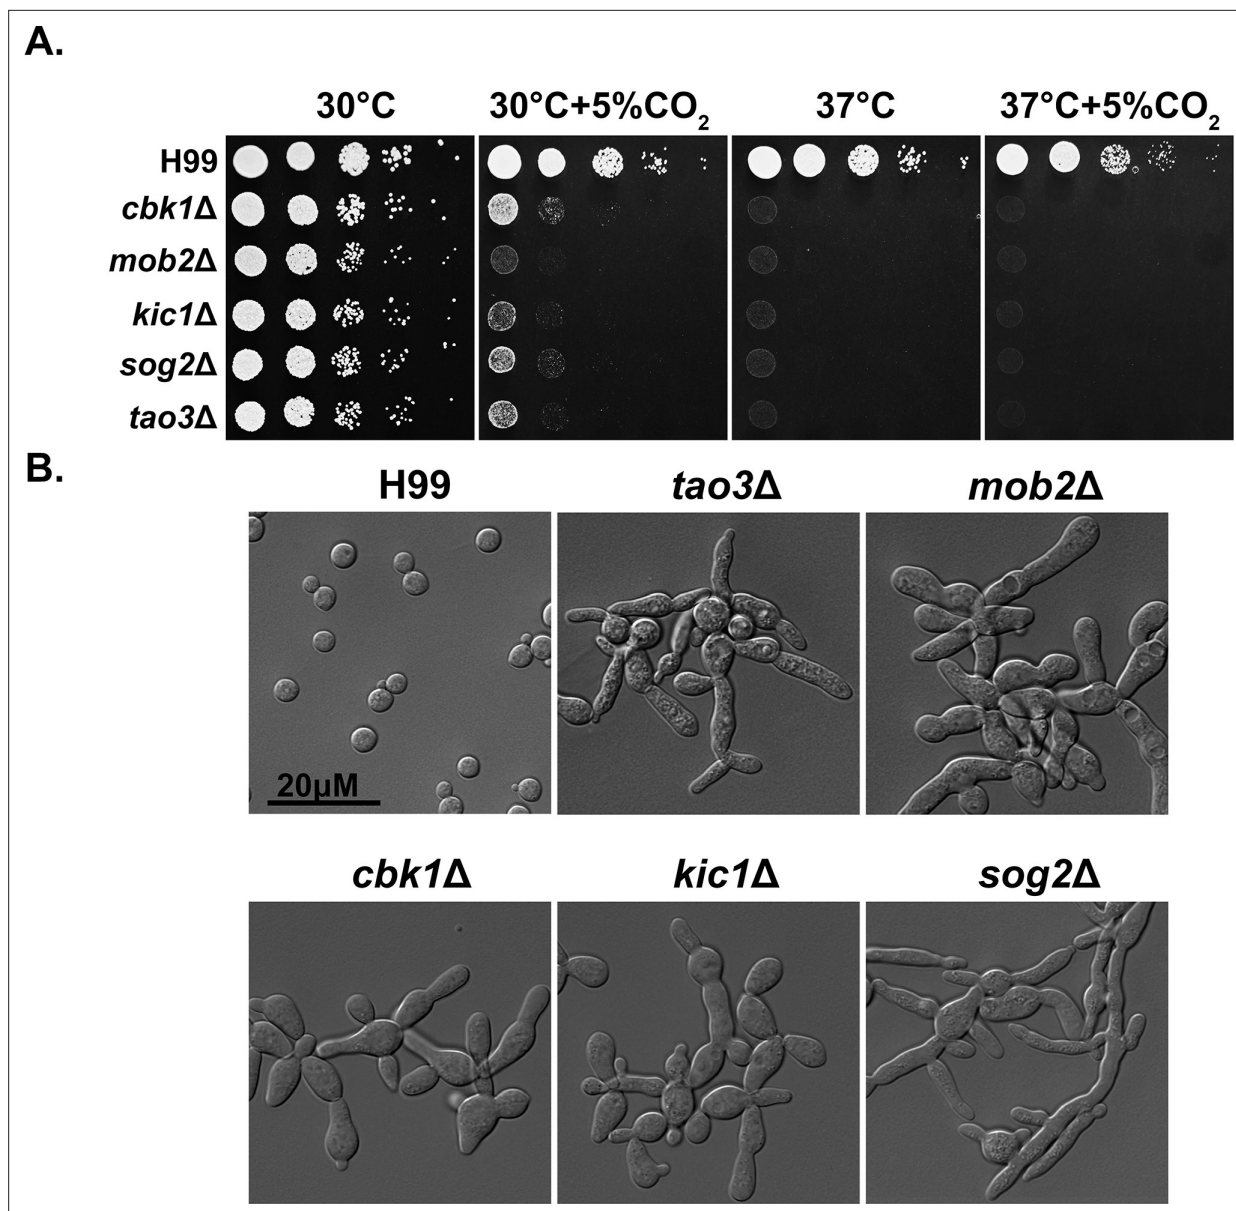 A.
30°C 30°C+5%CO₂ 37°C 37°C+5%CO₂
H99
cbk1Δ
mob2Δ
kic1Δ
sog2Δ
tao3Δ
B.
H99 tao3Δ mob2Δ
20µM
cbk1Δ kic1Δ sog2Δ